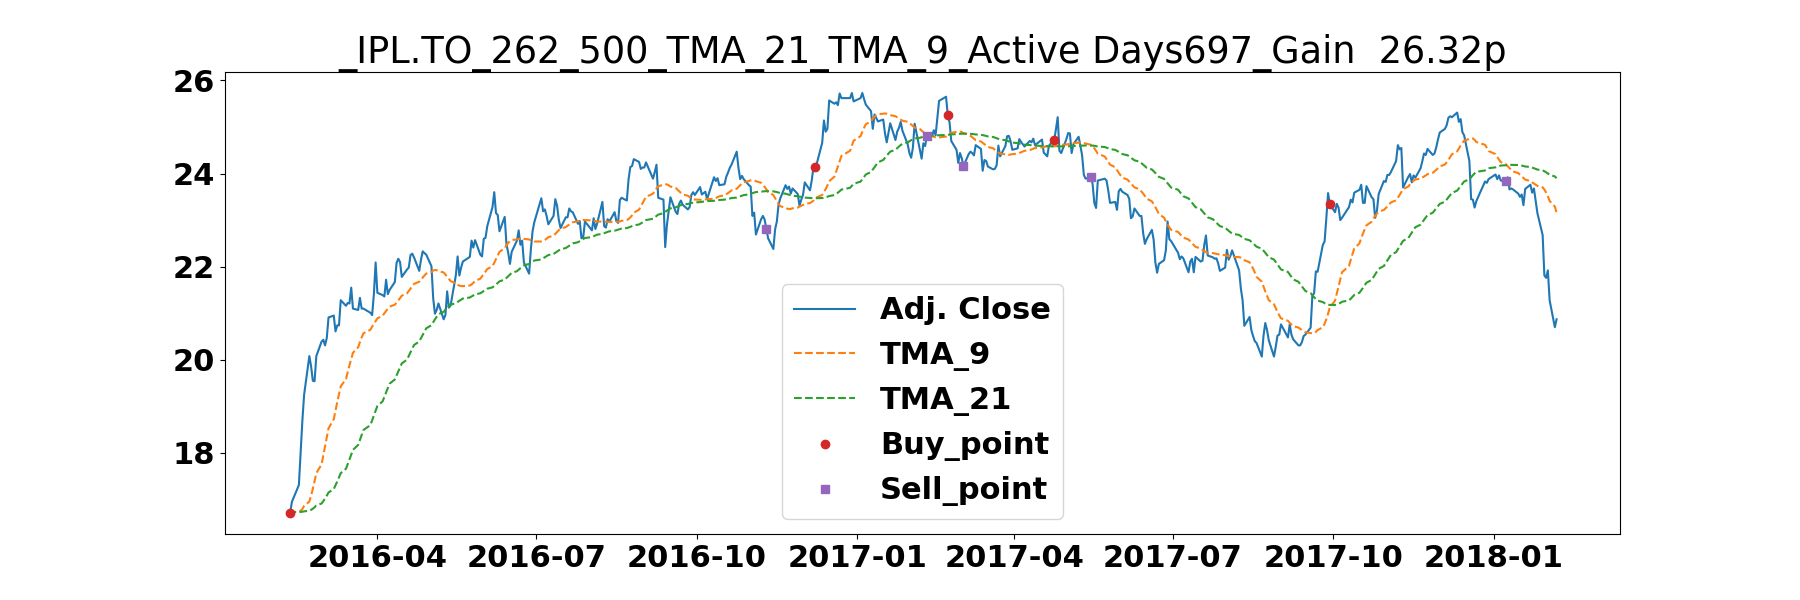 _IPL.TO_262_500_TMA_21_TMA_9_Active Days697_Gain  26.32p
26
24
22
20
18
Adj. Close
TMA_9
TMA_21
Buy_point
Sell_point
2016-04 2016-07 2016-10 2017-01 2017-04 2017-07 2017-10 2018-01